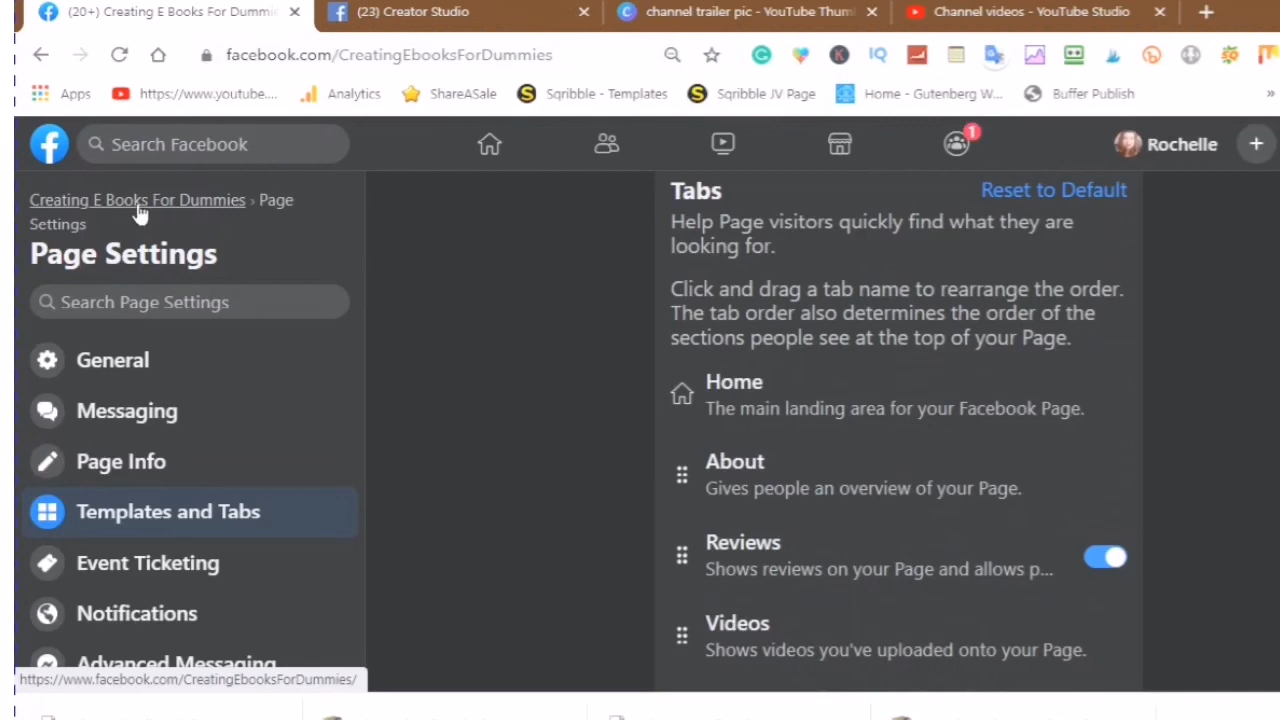 (20+) Creating E Books For Dummie
(23) Creator Studio
channel trailer pic - YouTube Thum
Channel videos - YouTube Studio
facebook.com/CreatingEbooksForDummies
Apps
https://www.youtube....
Analytics
ShareASale
Sqribble - Templates
Sqribble JV Page
Home - Gutenberg W...
Buffer Publish
»
Search Facebook
1
Rochelle
Creating E Books For Dummies › Page
Settings
Page Settings
Search Page Settings
General
Messaging
Page Info
Templates and Tabs
Event Ticketing
Notifications
Advanced Messaging
https://www.facebook.com/CreatingEbooksForDummies/
Tabs
Reset to Default
Help Page visitors quickly find what they are
looking for.
Click and drag a tab name to rearrange the order.
The tab order also determines the order of the
sections people see at the top of your Page.
Home
The main landing area for your Facebook Page.
About
Gives people an overview of your Page.
Reviews
Shows reviews on your Page and allows p...
Videos
Shows videos you've uploaded onto your Page.